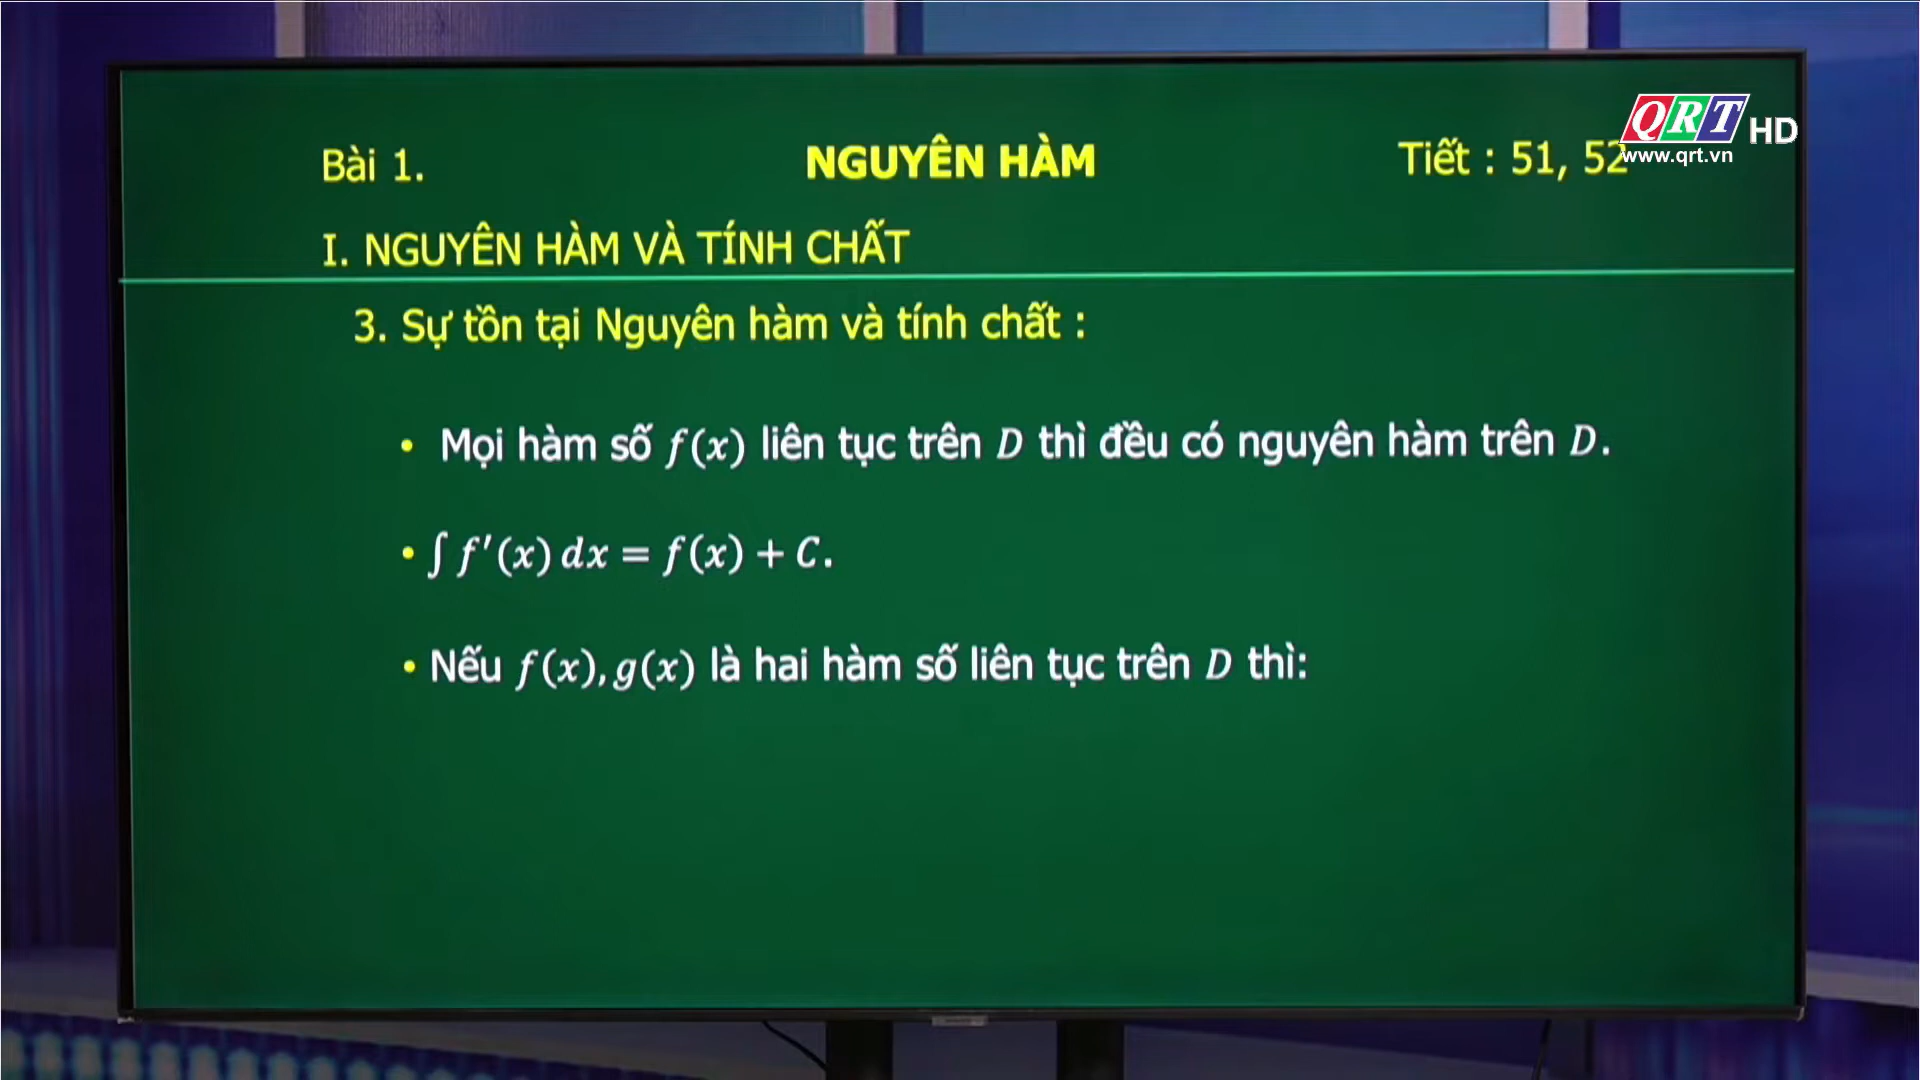 QRT HD
www.qrt.vn
Bài 1. NGUYÊN HÀM Tiết : 51, 52
I. NGUYÊN HÀM VÀ TÍNH CHẤT
3. Sự tồn tại Nguyên hàm và tính chất :
• Mọi hàm số f(x) liên tục trên D thì đều có nguyên hàm trên D.
• ∫ f′(x) dx = f(x) + C.
• Nếu f(x), g(x) là hai hàm số liên tục trên D thì: